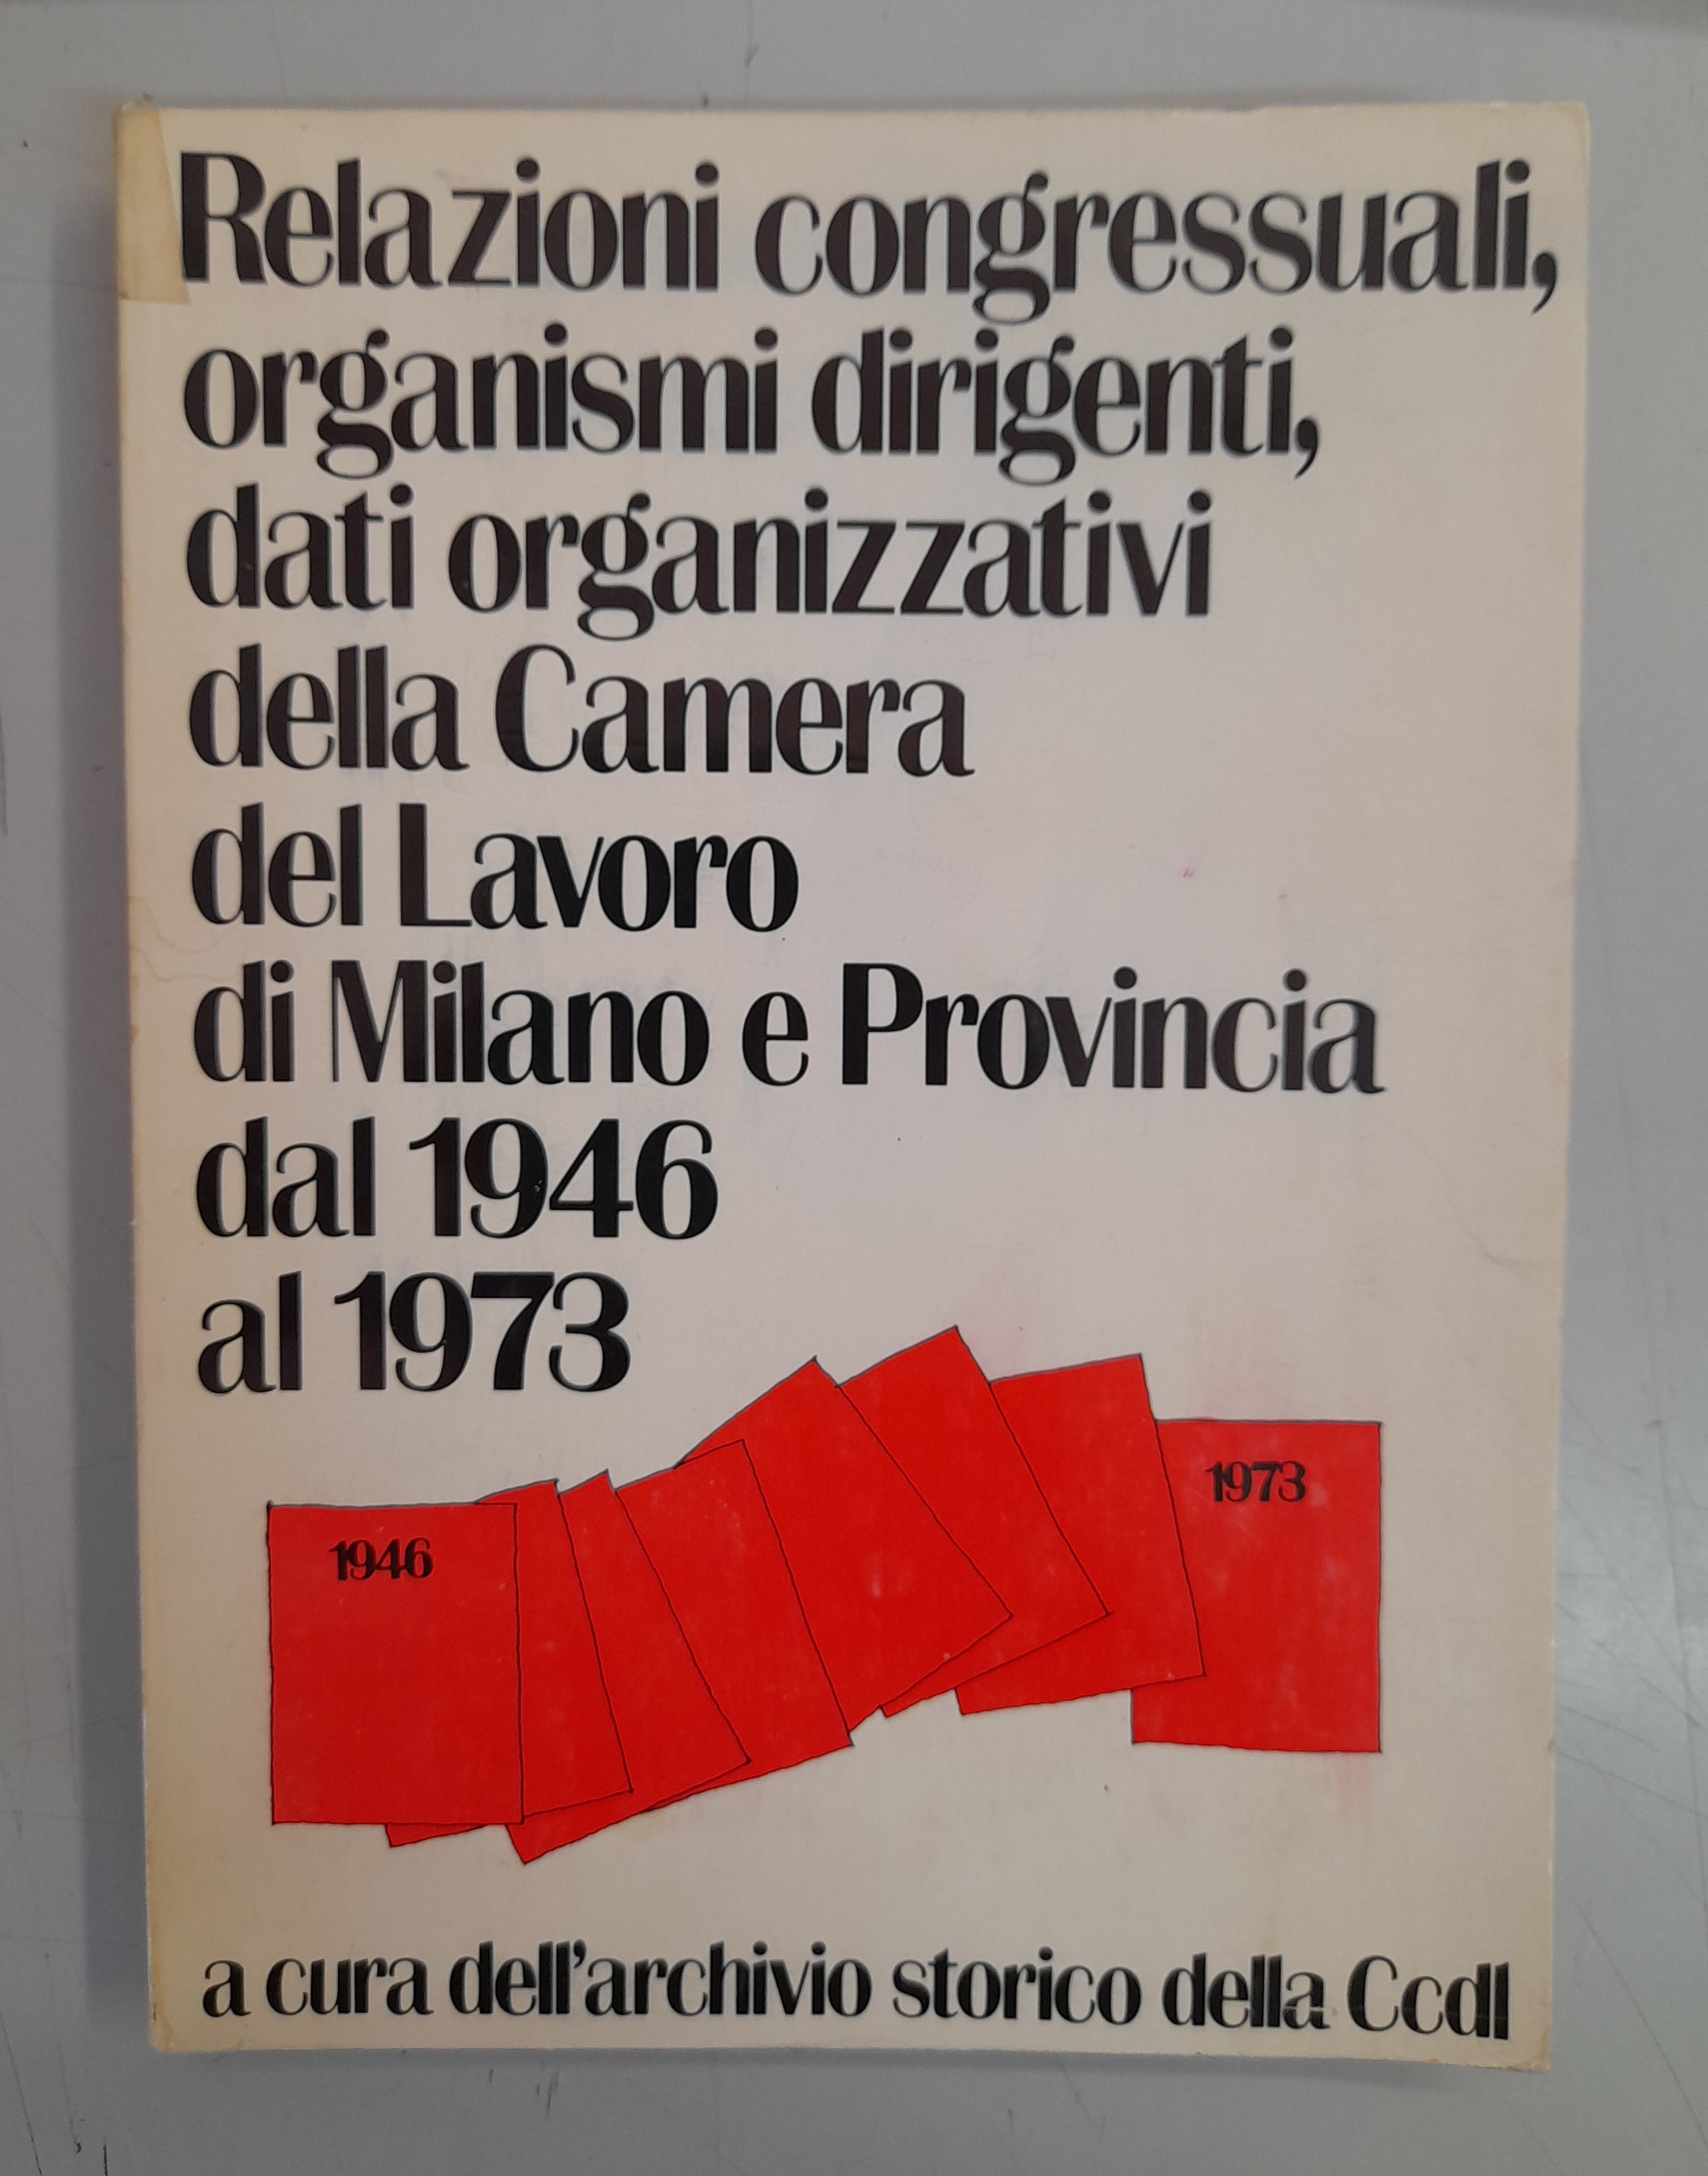 Relazioni congressuali,
organismi dirigenti,
dati organizzativi
della Camera
del Lavoro
di Milano e Provincia
dal 1946
al 1973
1946
1973
a cura dell'archivio storico della Ccdl